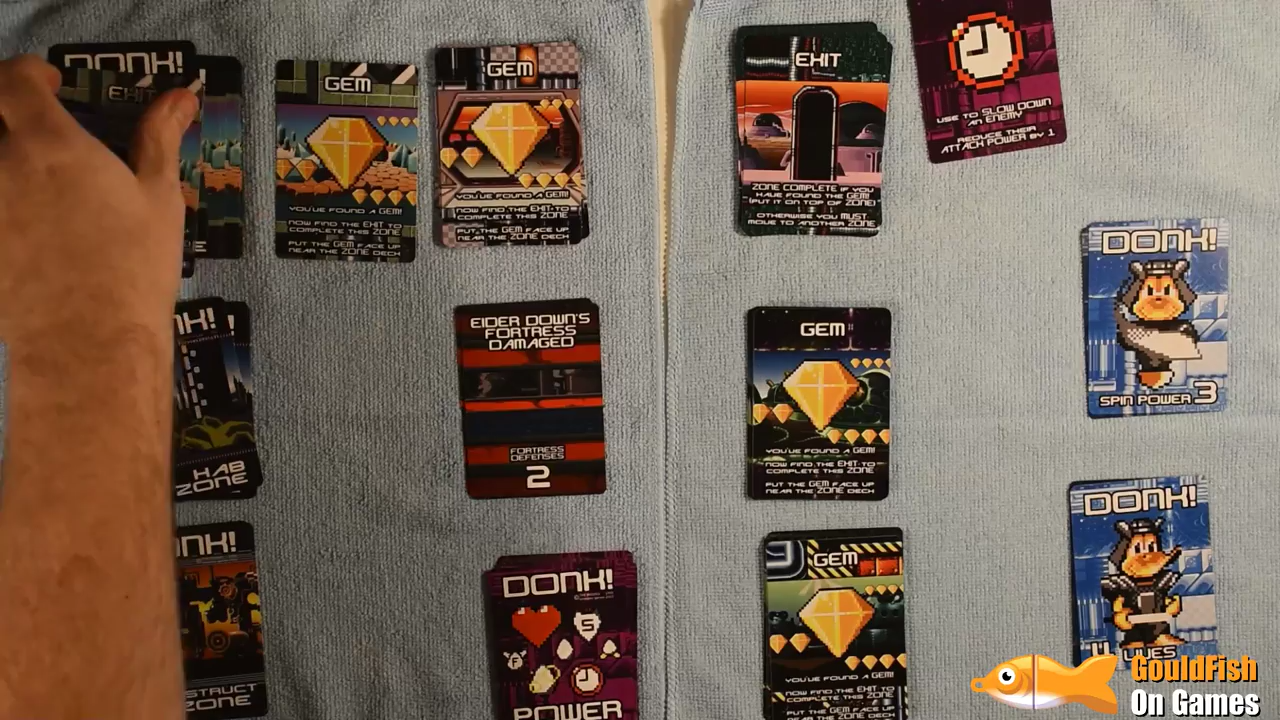 DONK!
EXIT
E
GEM
YOU'VE FOUND A GEM!
NOW FIND THE EXIT TO
COMPLETE THIS ZONE
PUT THE GEM FACE UP
NEAR THE ZONE DECK
GEM
YOU'VE FOUND A GEM!
NOW FIND THE EXIT TO
COMPLETE THIS ZONE
PUT THE GEM FACE UP
NEAR THE ZONE DECK
EXIT
ZONE COMPLETE IF YOU
HAVE FOUND THE GEM!
(PUT IT ON TOP OF ZONE)
OTHERWISE YOU MUST
MOVE TO ANOTHER ZONE
USE TO SLOW DOWN
AN ENEMY
REDUCE THEIR
ATTACK POWER BY 1
DONK!
SPIN POWER 3
NK!
HAB
ZONE
EIDER DOWN'S
FORTRESS
DAMAGED
FORTRESS
DEFENSES
2
GEM
YOU'VE FOUND A GEM!
NOW FIND THE EXIT TO
COMPLETE THIS ZONE
PUT THE GEM FACE UP
NEAR THE ZONE DECK
DONK!
4 LIVES
NK!
STRUCT
ZONE
DONK!
S
F
POWER
GEM
YOU'VE FOUND A GEM!
NOW FIND THE EXIT TO
COMPLETE THIS ZONE
PUT THE GEM FACE UP
GouldFish
On Games